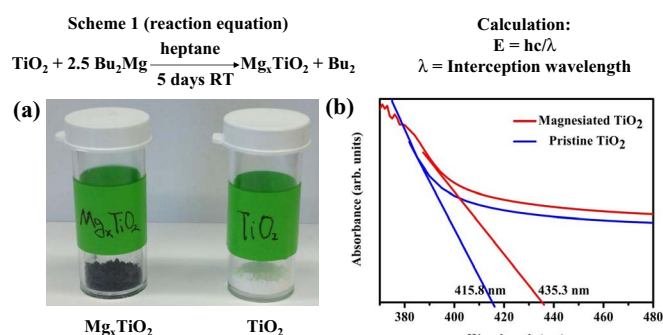 Scheme 1 (reaction equation)
heptane
TiO₂ + 2.5 Bu₂Mg → MgₓTiO₂ + Bu₂
5 days RT
Calculation:
E = hc/λ
λ = Interception wavelength
(a)
MgₓTiO₂
TiO₂
MgₓTiO₂
TiO₂
(b)
Magnesiated TiO₂
Pristine TiO₂
Absorbance (arb. units)
415.8 nm
435.3 nm
380 400 420 440 460 480